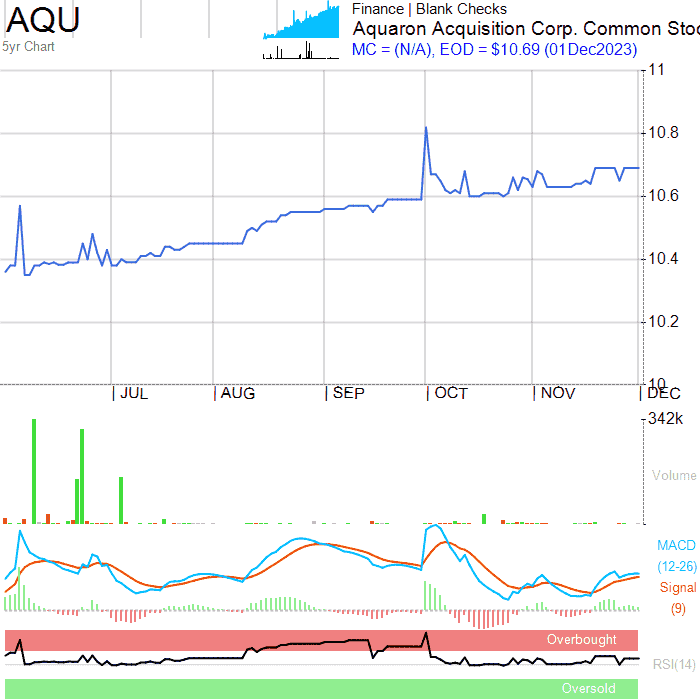 AQU
5yr Chart
Finance | Blank Checks
Aquaron Acquisition Corp. Common Stoc
MC = (N/A), EOD = $10.69 (01Dec2023)
11
10.8
10.6
10.4
10.2
10
JUL
AUG
SEP
OCT
NOV
DEC
342k
Volume
MACD
(12-26)
Signal
(9)
Overbought
RSI(14)
Oversold